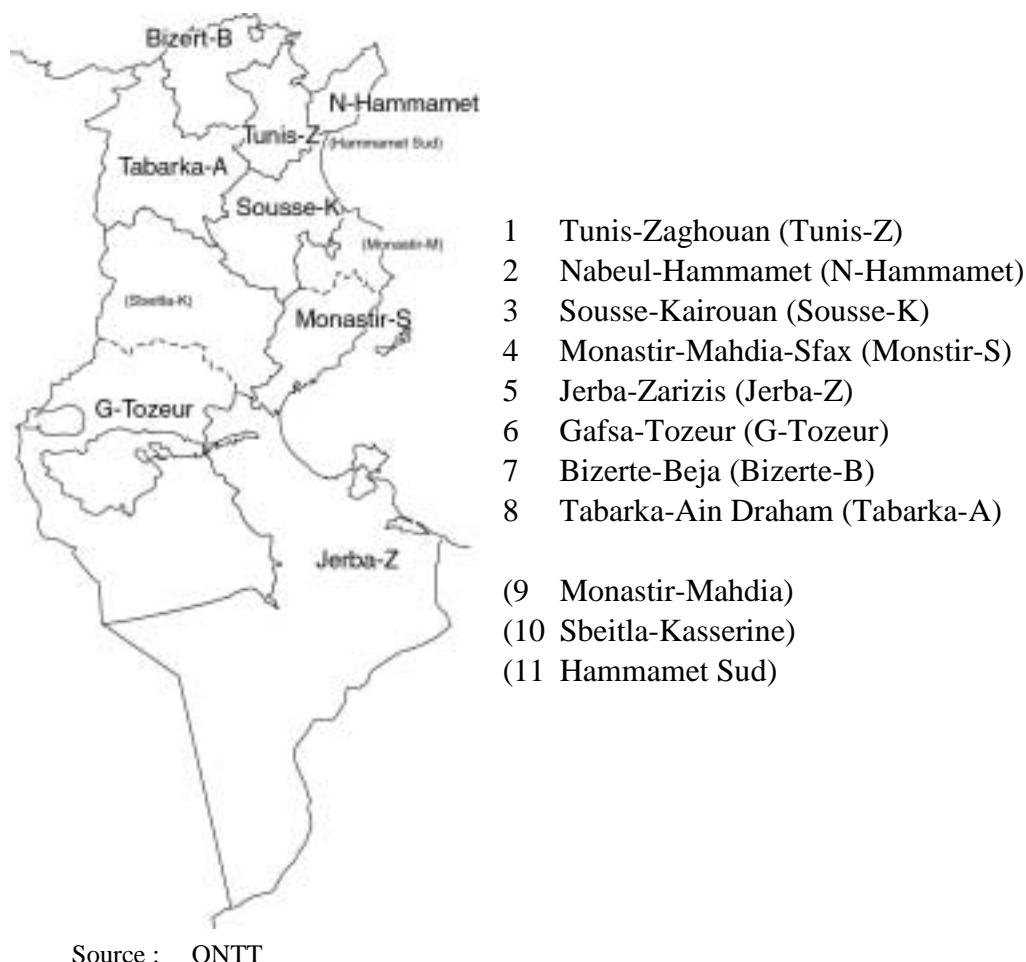 Bizert-B
N-Hammamet
Tunis-Z
(Hammamet Sud)
Tabarka-A
Sousse-K
(Monastir-M)
(Sbeitla-K)
Monastir-S
G-Tozeur
Jerba-Z
1 Tunis-Zaghouan (Tunis-Z)
2 Nabeul-Hammamet (N-Hammamet)
3 Sousse-Kairouan (Sousse-K)
4 Monastir-Mahdia-Sfax (Monstir-S)
5 Jerba-Zarizis (Jerba-Z)
6 Gafsa-Tozeur (G-Tozeur)
7 Bizerte-Beja (Bizerte-B)
8 Tabarka-Ain Draham (Tabarka-A)
(9 Monastir-Mahdia)
(10 Sbeitla-Kasserine)
(11 Hammamet Sud)
Source : ONTT